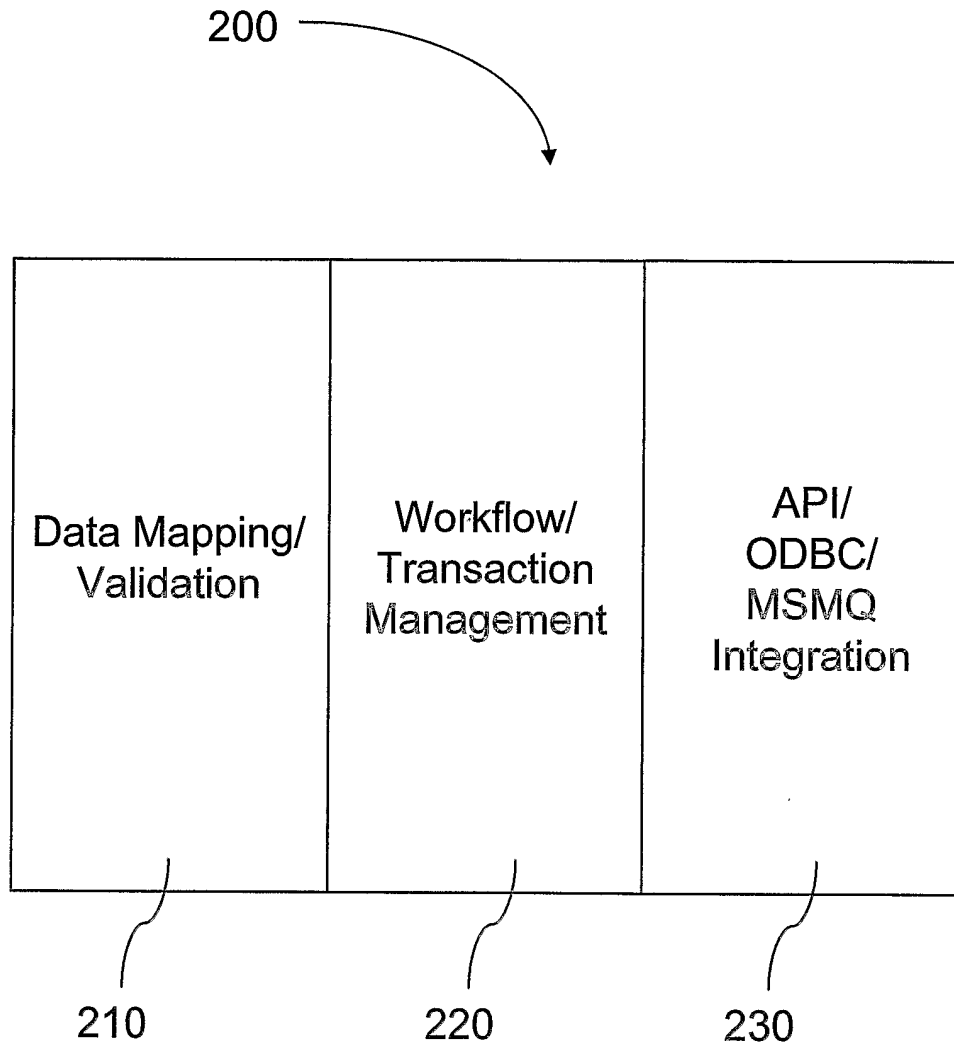 200
Data Mapping/
Validation
Workflow/
Transaction
Management
API/
ODBC/
MSMQ
Integration
210
220
230